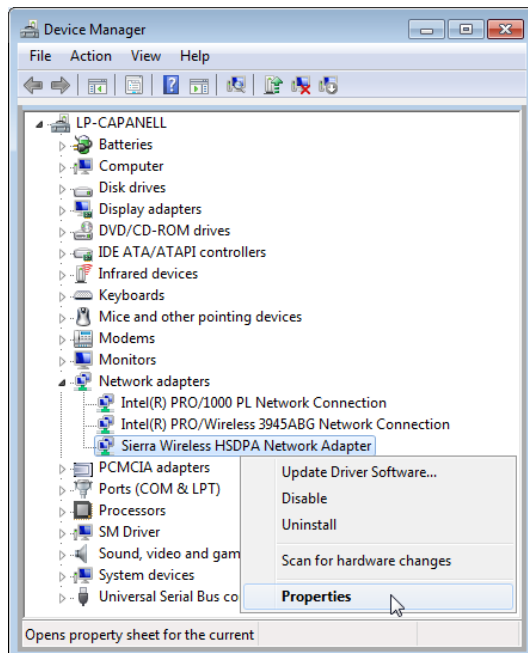 Device Manager
File Action View Help
LP-CAPANELL
Batteries
Computer
Disk drives
Display adapters
DVD/CD-ROM drives
IDE ATA/ATAPI controllers
Infrared devices
Keyboards
Mice and other pointing devices
Modems
Monitors
Network adapters
Intel(R) PRO/1000 PL Network Connection
Intel(R) PRO/Wireless 3945ABG Network Connection
Sierra Wireless HSDPA Network Adapter
PCMCIA adapters
Ports (COM & LPT)
Processors
SM Driver
Sound, video and gam
System devices
Universal Serial Bus co
Update Driver Software...
Disable
Uninstall
Scan for hardware changes
Properties
Opens property sheet for the current